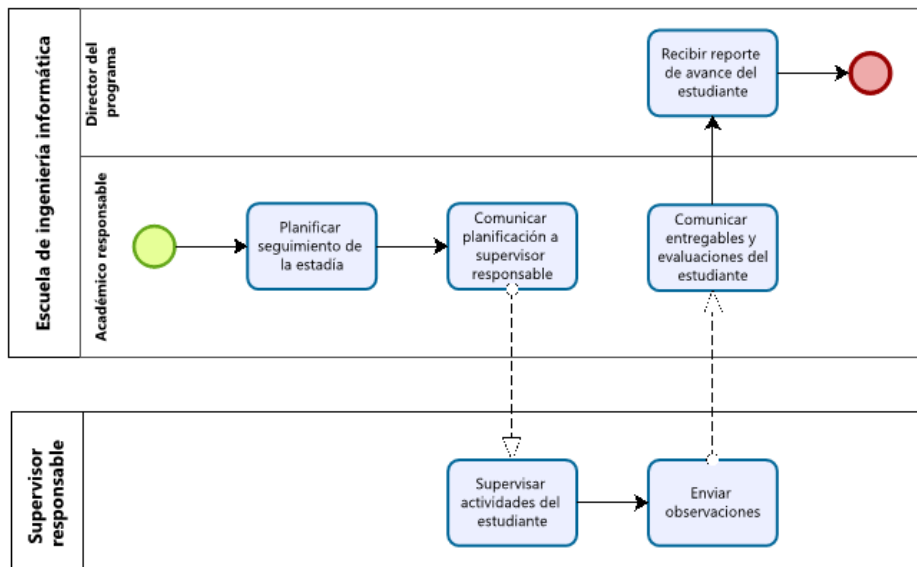 Escuela de ingeniería informática
Director del
programa
Recibir reporte
de avance del
estudiante
Académico responsable
Planificar
seguimiento de
la estadía
Comunicar
planificación a
supervisor
responsable
Comunicar
entregables y
evaluaciones del
estudiante
Supervisor
responsable
Supervisar
actividades del
estudiante
Enviar
observaciones